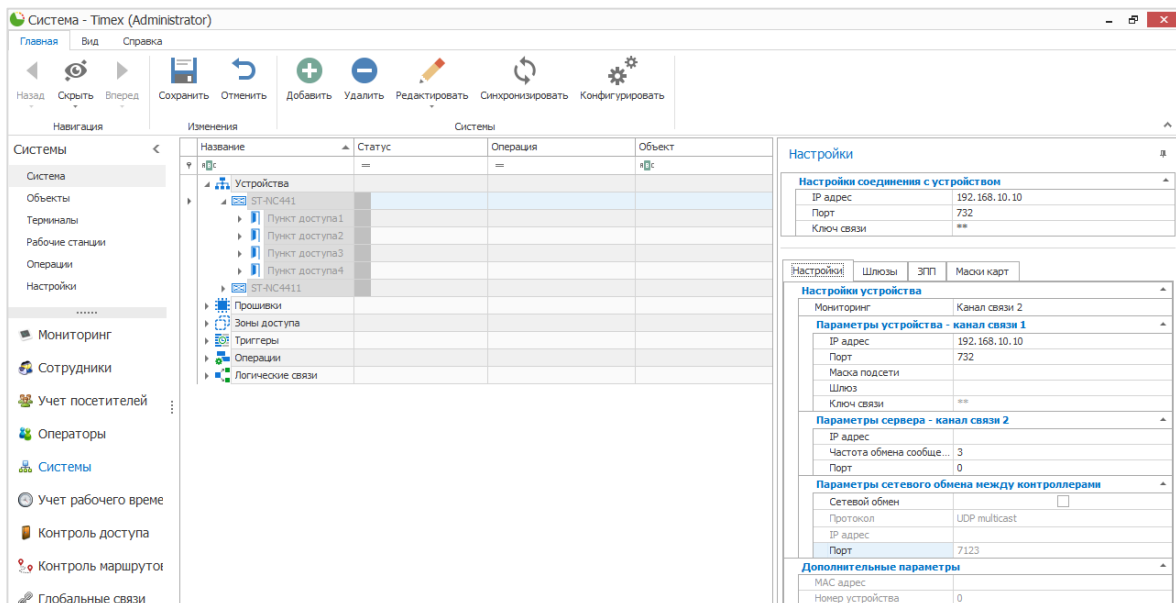 Система - Timex (Administrator)
Главная Вид Справка
Назад Скрыть Вперед Сохранить Отменить Добавить Удалить Редактировать Синхронизировать Конфигурировать
Навигация Изменения Системы
Системы
Система
Объекты
Терминалы
Рабочие станции
Операции
Настройки
Мониторинг
Сотрудники
Учет посетителей
Операторы
Системы
Учет рабочего време
Контроль доступа
Контроль маршрутов
Глобальные связи
Название Статус Операция Объект
= =
Устройства
ST-NC441
Пункт доступа1
Пункт доступа2
Пункт доступа3
Пункт доступа4
ST-NC4411
Прошивки
Зоны доступа
Триггеры
Операции
Логические связи
Настройки
Настройки соединения с устройством
IP адрес 192.168.10.10
Порт 732
Ключ связи **
Настройки Шлюзы ЗПП Маски карт
Настройки устройства
Мониторинг Канал связи 2
Параметры устройства - канал связи 1
IP адрес 192.168.10.10
Порт 732
Маска подсети
Шлюз
Ключ связи **
Параметры сервера - канал связи 2
IP адрес
Частота обмена сообще... 3
Порт 0
Параметры сетевого обмена между контроллерами
Сетевой обмен
Протокол UDP multicast
IP адрес
Порт 7123
Дополнительные параметры
MAC адрес
Номер устройства 0